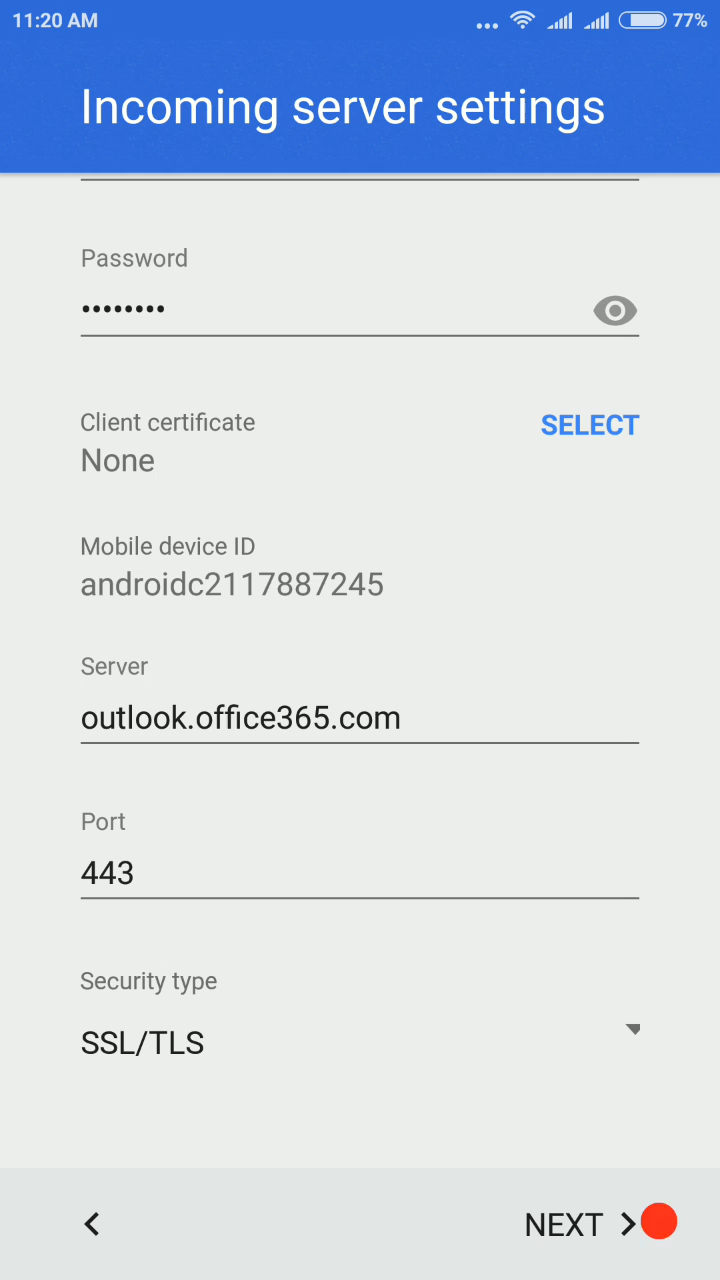 11:20 AM 77%
Incoming server settings
Password
••••••••
Client certificate SELECT
None
Mobile device ID
androidc2117887245
Server
outlook.office365.com
Port
443
Security type
SSL/TLS
NEXT